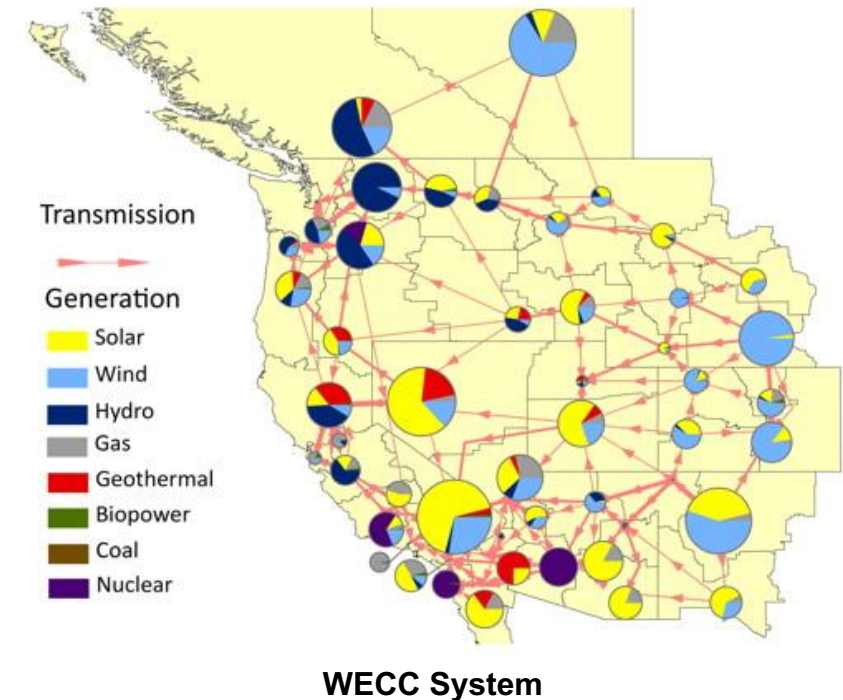 Transmission
Generation
Solar
Wind
Hydro
Gas
Geothermal
Biopower
Coal
Nuclear
WECC System